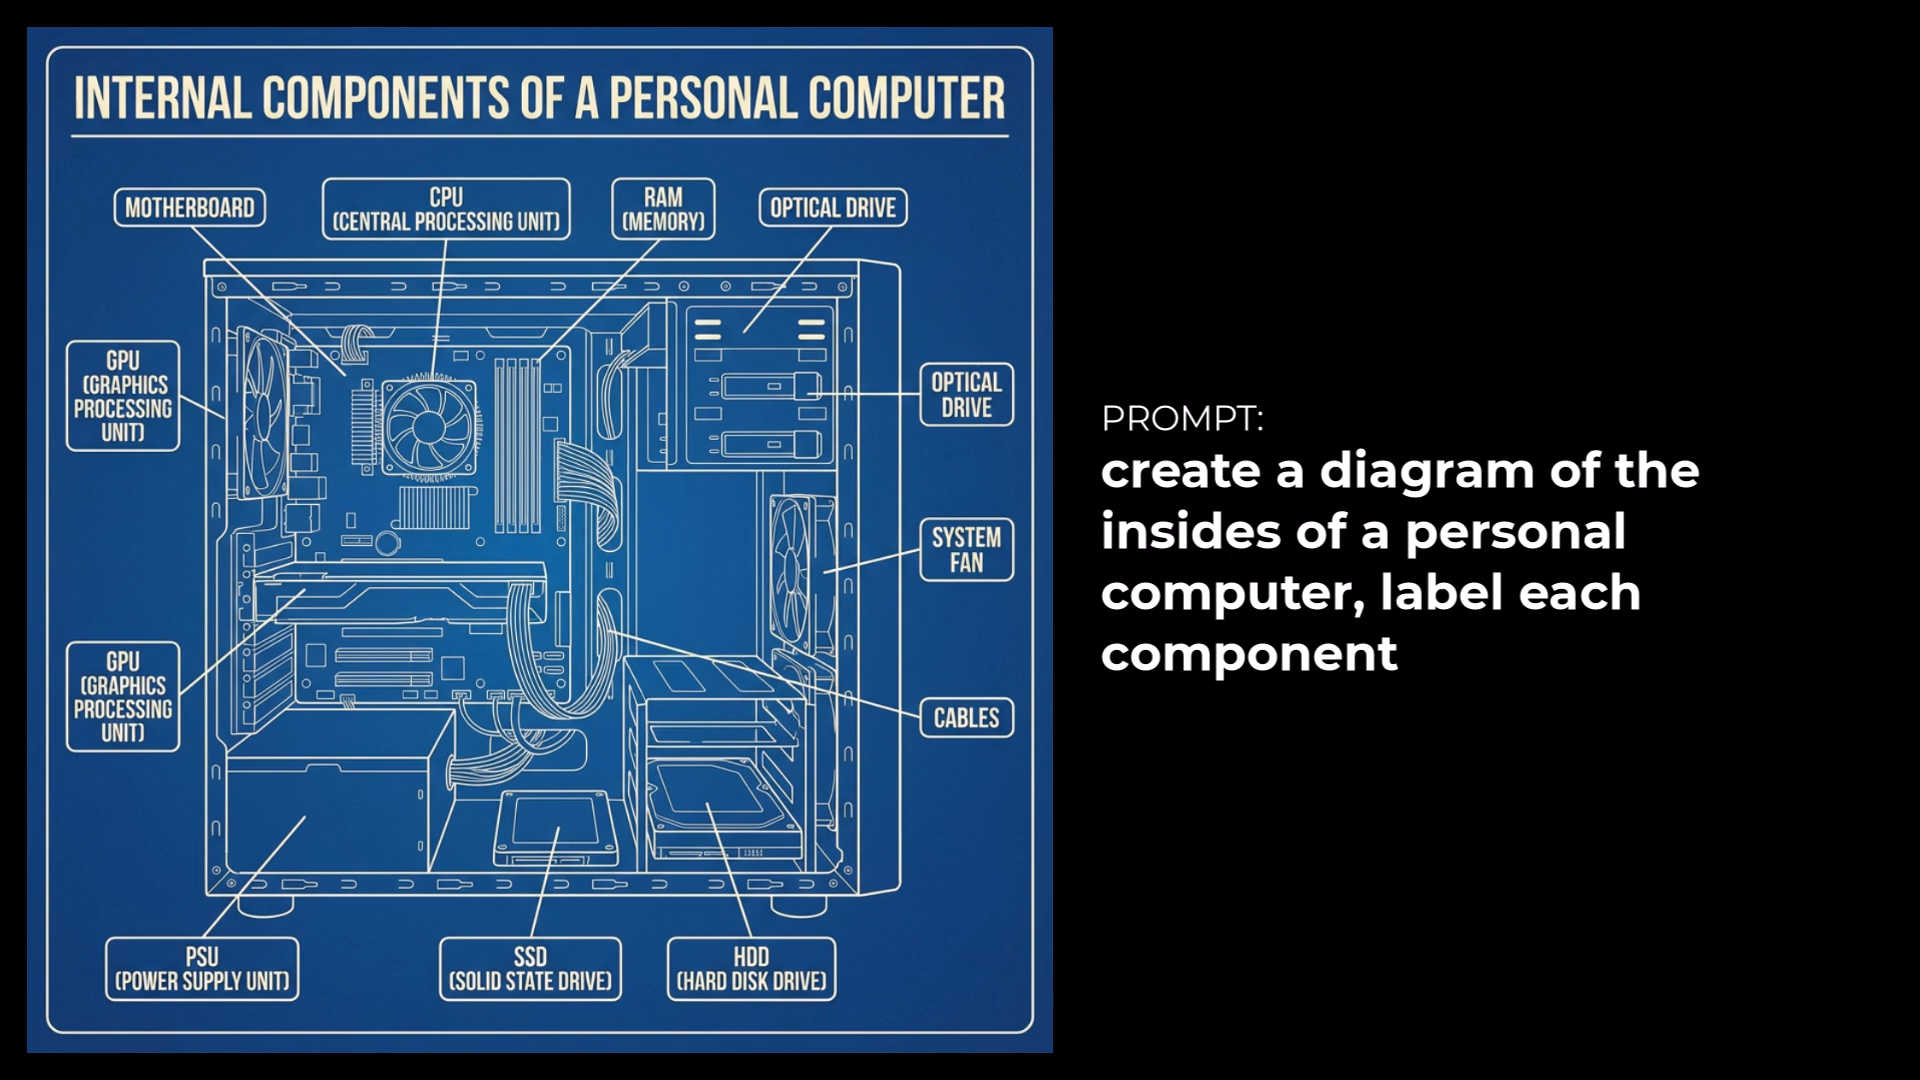 INTERNAL COMPONENTS OF A PERSONAL COMPUTER
MOTHERBOARD
CPU
(CENTRAL PROCESSING UNIT)
RAM
(MEMORY)
OPTICAL DRIVE
GPU
(GRAPHICS
PROCESSING
UNIT)
OPTICAL
DRIVE
SYSTEM
FAN
GPU
(GRAPHICS
PROCESSING
UNIT)
CABLES
PSU
(POWER SUPPLY UNIT)
SSD
(SOLID STATE DRIVE)
HDD
(HARD DISK DRIVE)
PROMPT:
create a diagram of the
insides of a personal
computer, label each
component